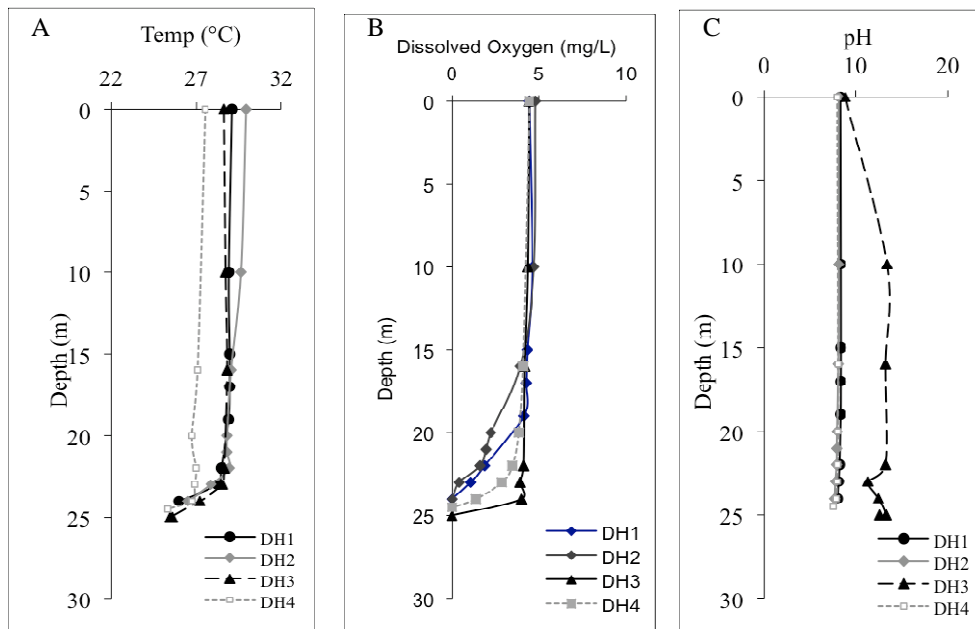 A
Temp (°C)
22 27 32
0
5
10
15
20
25
30
Depth (m)
DH1
DH2
DH3
DH4
B
Dissolved Oxygen (mg/L)
0 5 10
0
5
10
15
20
25
30
Depth (m)
DH1
DH2
DH3
DH4
C
pH
0 10 20
0
5
10
15
20
25
30
Depth (m)
DH1
DH2
DH3
DH4